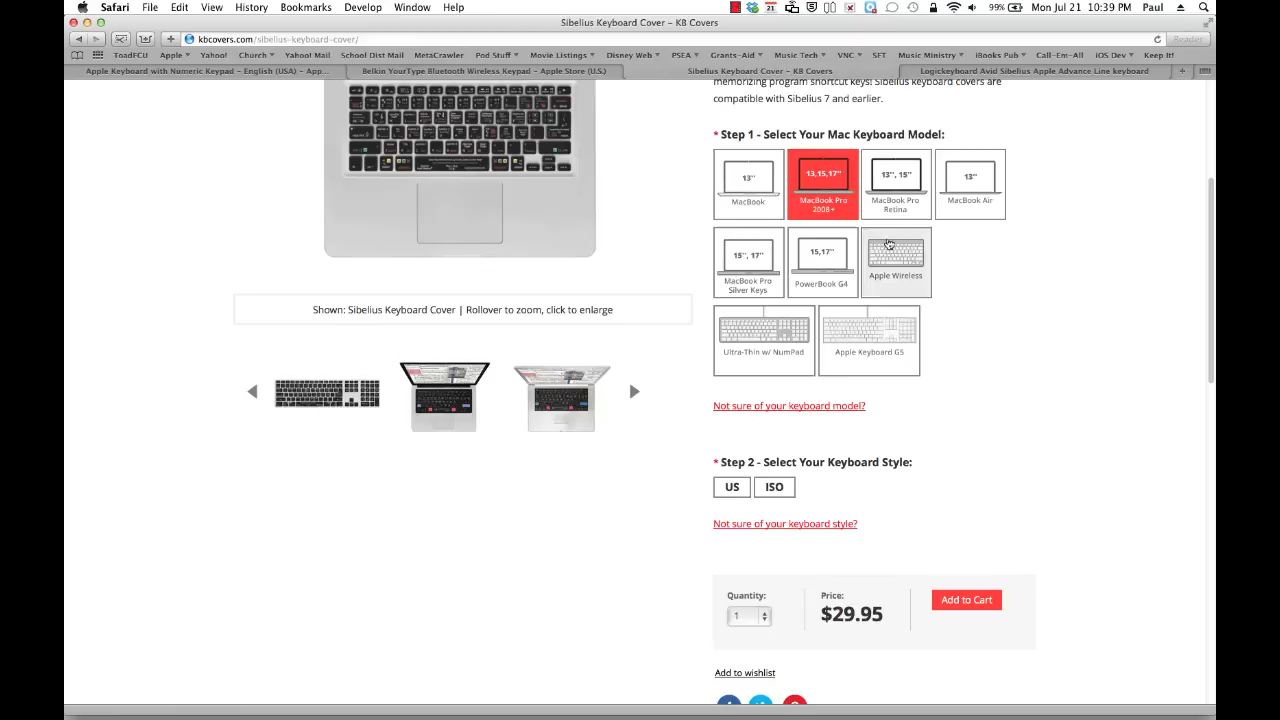 Safari File Edit View History Bookmarks Develop Window Help 21 99% Mon Jul 21 10:39 PM Paul
Sibelius Keyboard Cover – KB Covers
kbcovers.com/sibelius-keyboard-cover/ Reader
ToadFCU Apple Yahoo! Church Yahoo! Mail School Dist Mail MetaCrawler Pod Stuff Movie Listings Disney Web PSEA Grants-Aid Music Tech VNC SFT Music Ministry iBooks Pub Call-Em-All iOS Dev Keep It!
Apple Keyboard with Numeric Keypad – English (USA) – App... Belkin YourType Bluetooth Wireless Keypad – Apple Store (U.S.) Sibelius Keyboard Cover – KB Covers Logickeyboard Avid Sibelius Apple Advance Line keyboard
memorizing program shortcut keys! Sibelius keyboard covers are
compatible with Sibelius 7 and earlier.
* Step 1 - Select Your Mac Keyboard Model:
13"
MacBook
13,15,17"
MacBook Pro
2008+
13", 15"
MacBook Pro
Retina
13"
MacBook Air
15", 17"
MacBook Pro
Silver Keys
15,17"
PowerBook G4
Apple Wireless
Ultra-Thin w/ NumPad
Apple Keyboard G5
Shown: Sibelius Keyboard Cover | Rollover to zoom, click to enlarge
Not sure of your keyboard model?
* Step 2 - Select Your Keyboard Style:
US ISO
Not sure of your keyboard style?
Quantity: Price:
1 $29.95 Add to Cart
Add to wishlist